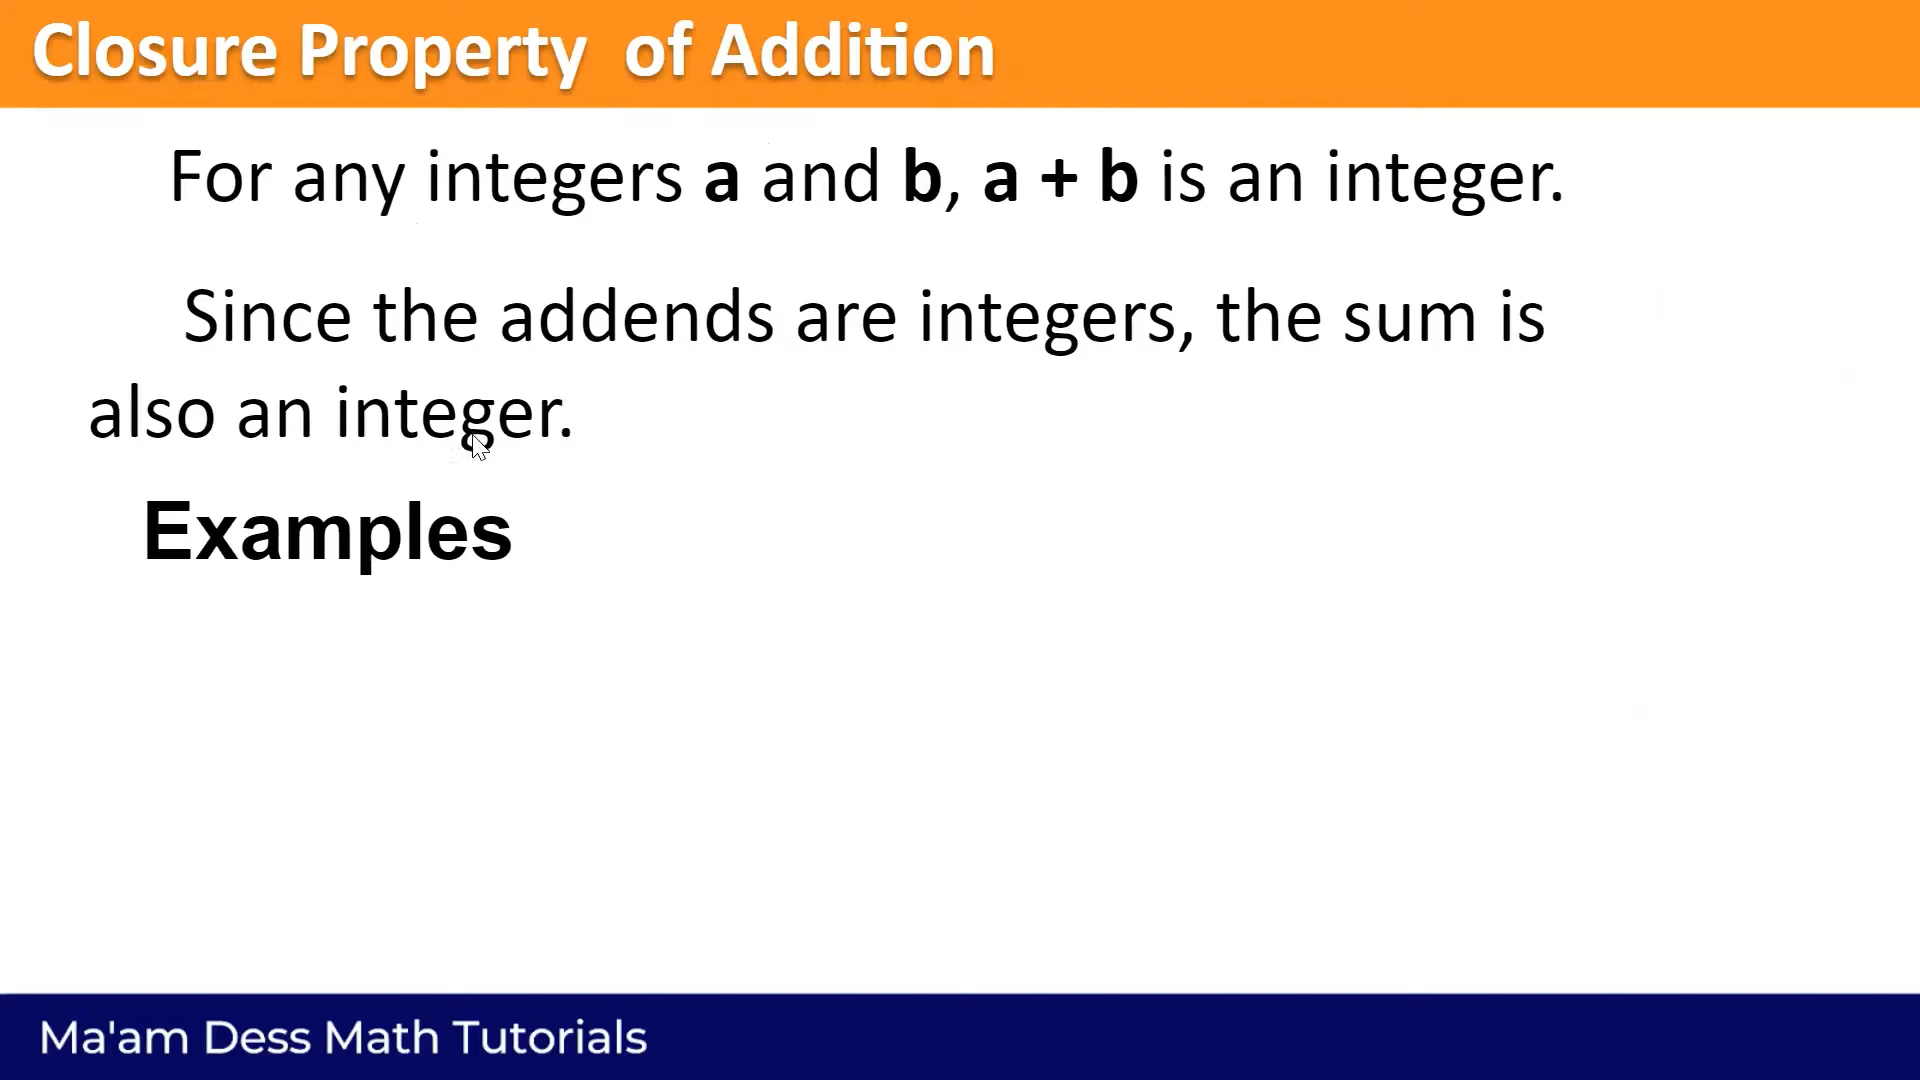 Closure Property of Addition
For any integers a and b, a + b is an integer.
Since the addends are integers, the sum is
also an integer.
Examples
Ma'am Dess Math Tutorials